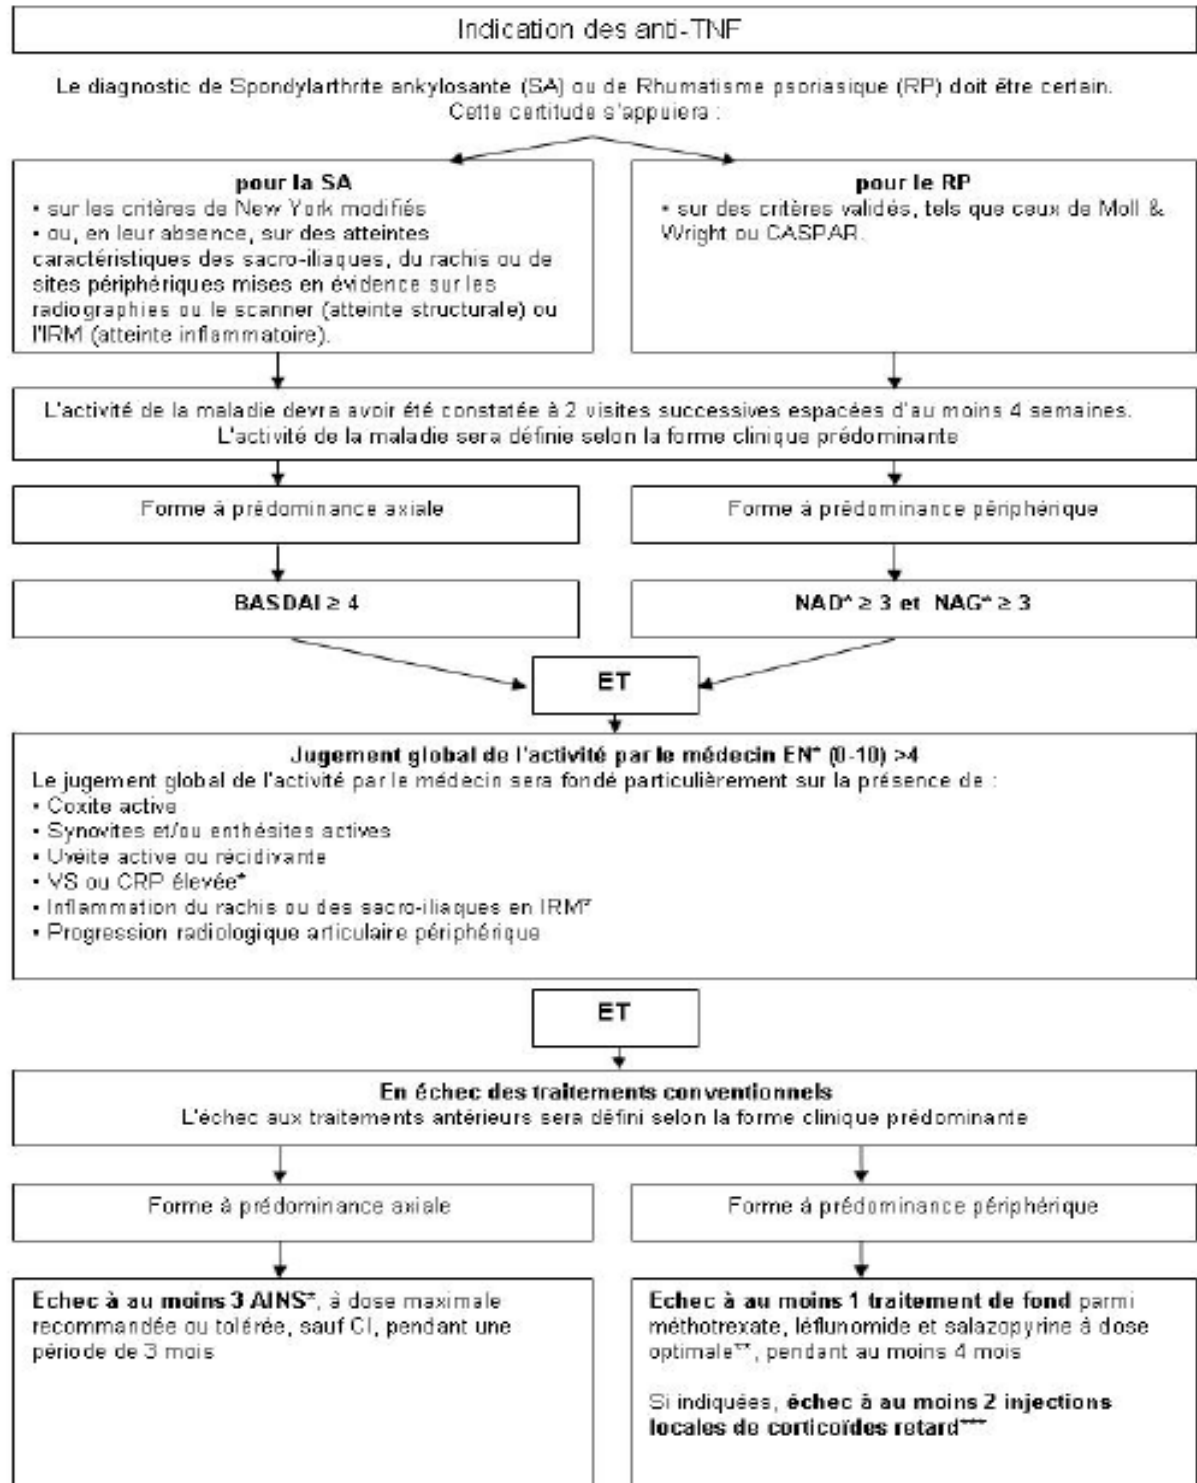 Indication des anti-TNF
Le diagnostic de Spondylarthrite ankylosante (SA) ou de Rhumatisme psoriasique (RP) doit être certain.
Cette certitude s'appuiera :
pour la SA
• sur les critères de New York modifiés
• ou, en leur absence, sur des atteintes
caractéristiques des sacro-iliaques, du rachis ou de
sites périphériques mises en évidence sur les
radiographies ou le scanner (atteinte structurale) ou
l'IRM (atteinte inflammatoire).
pour le RP
• sur des critères validés, tels que ceux de Moll &
Wright ou CASPAR.
L'activité de la maladie devra avoir été constatée à 2 visites successives espacées d'au moins 4 semaines.
L'activité de la maladie sera définie selon la forme clinique prédominante
Forme à prédominance axiale
Forme à prédominance périphérique
BASDAI ≥ 4
NAD* ≥ 3 et NAG* ≥ 3
ET
Jugement global de l'activité par le médecin EN* (0-10) >4
Le jugement global de l'activité par le médecin sera fondé particulièrement sur la présence de :
• Coxite active
• Synovites et/ou enthésites actives
• Uvéite active ou récidivante
• VS ou CRP élevée*
• Inflammation du rachis ou des sacro-iliaques en IRM*
• Progression radiologique articulaire périphérique
ET
En échec des traitements conventionnels
L'échec aux traitements antérieurs sera défini selon la forme clinique prédominante
Forme à prédominance axiale
Forme à prédominance périphérique
Echec à au moins 3 AINS*, à dose maximale
recommandée ou tolérée, sauf CI, pendant une
période de 3 mois
Echec à au moins 1 traitement de fond parmi
méthotrexate, léflunomide et salazopyrine à dose
optimale**, pendant au moins 4 mois
Si indiquées, échec à au moins 2 injections
locales de corticoïdes retard***